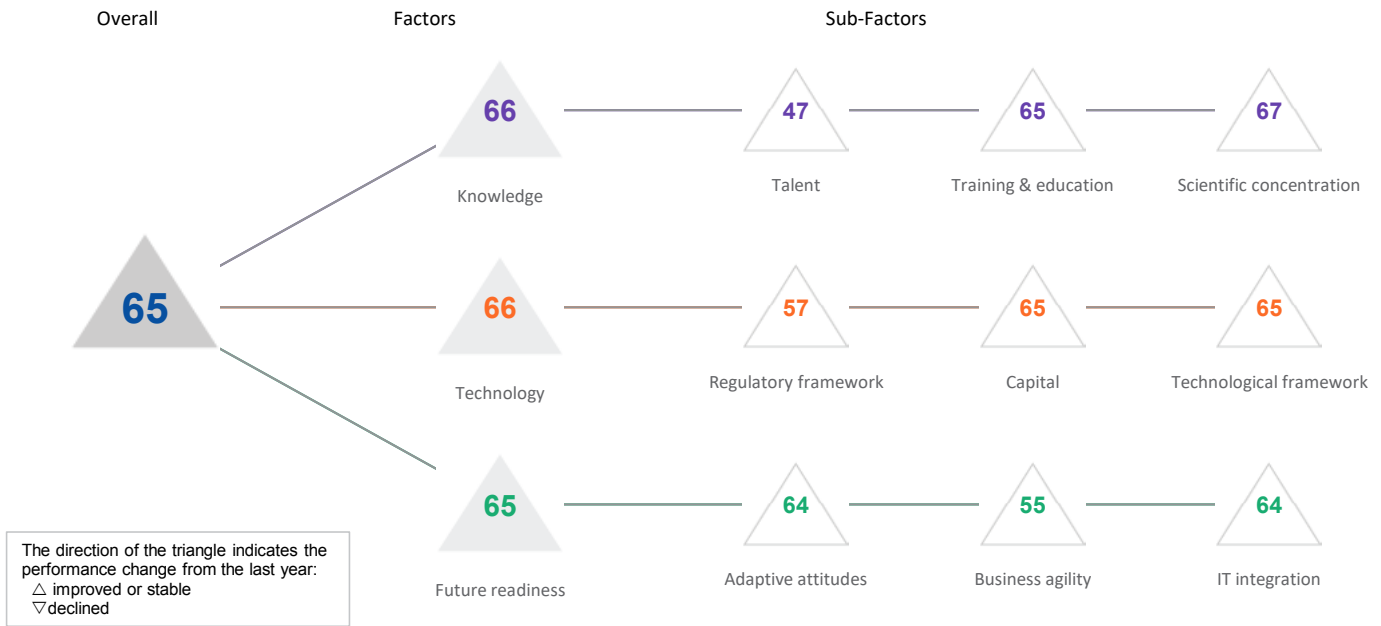 Overall
Factors
Sub-Factors
66
47
65
67
Knowledge
Talent
Training & education
Scientific concentration
65
66
57
65
65
Technology
Regulatory framework
Capital
Technological framework
65
64
55
64
Future readiness
Adaptive attitudes
Business agility
IT integration
The direction of the triangle indicates the
performance change from the last year:
△ improved or stable
▽declined